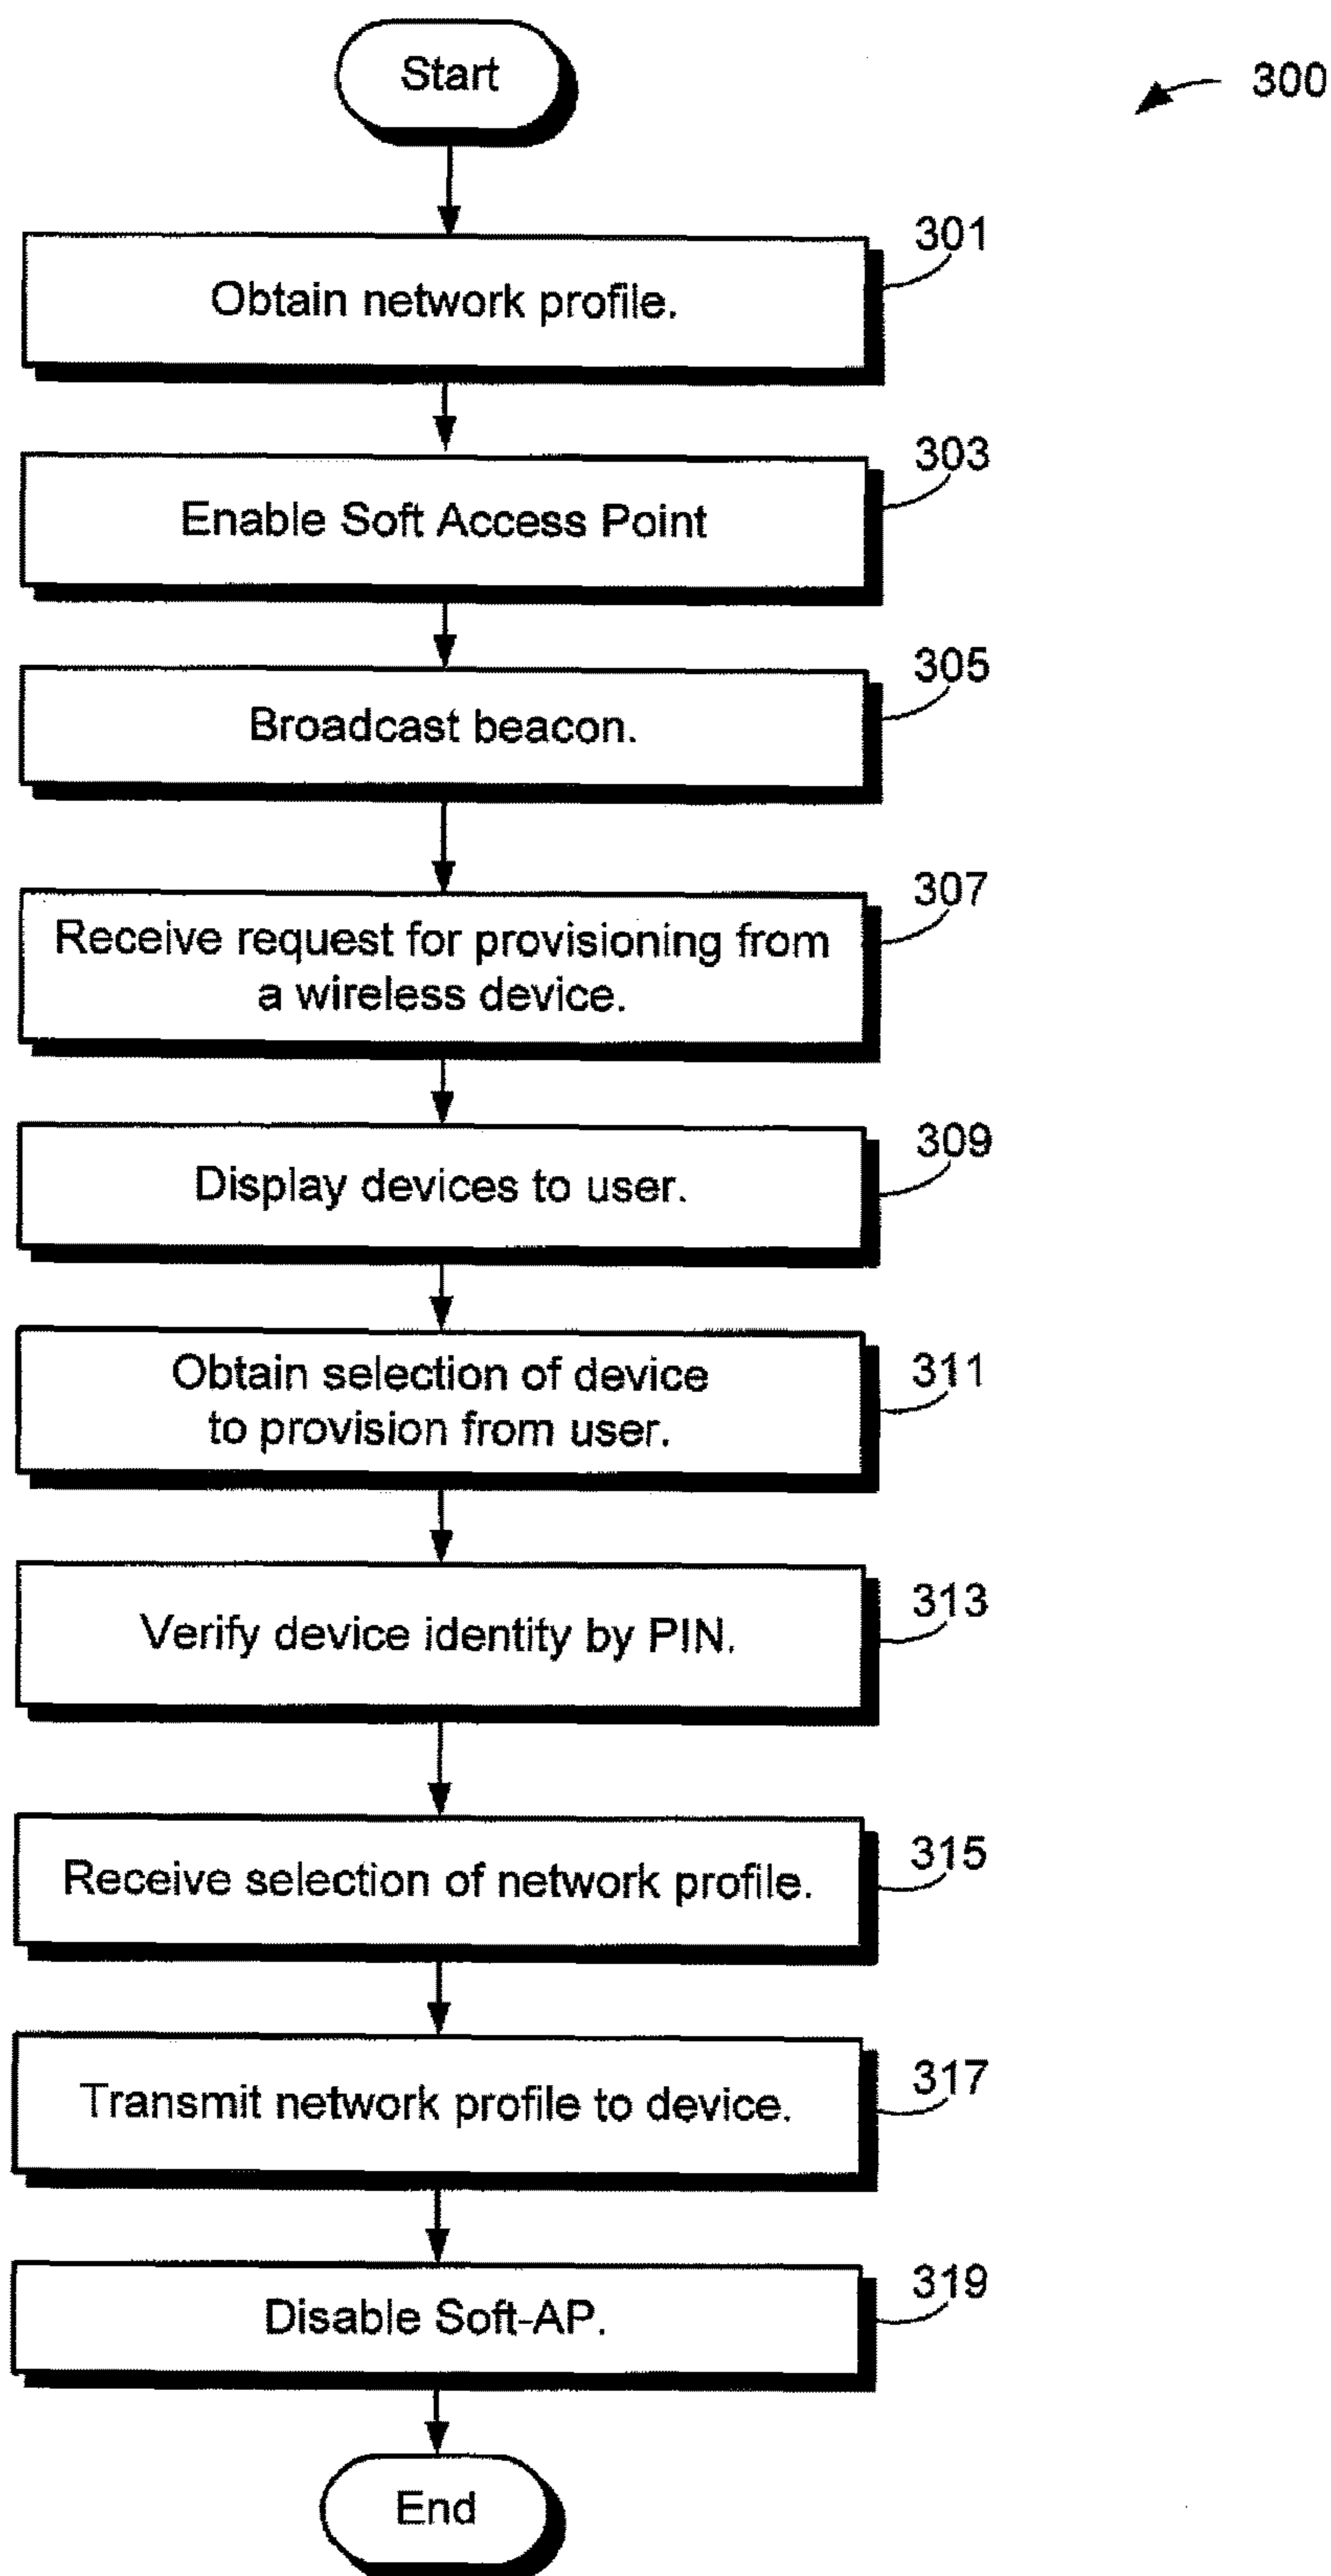 Start
300
301
Obtain network profile.
303
Enable Soft Access Point
305
Broadcast beacon.
307
Receive request for provisioning from
a wireless device.
309
Display devices to user.
311
Obtain selection of device
to provision from user.
313
Verify device identity by PIN.
315
Receive selection of network profile.
317
Transmit network profile to device.
319
Disable Soft-AP.
End